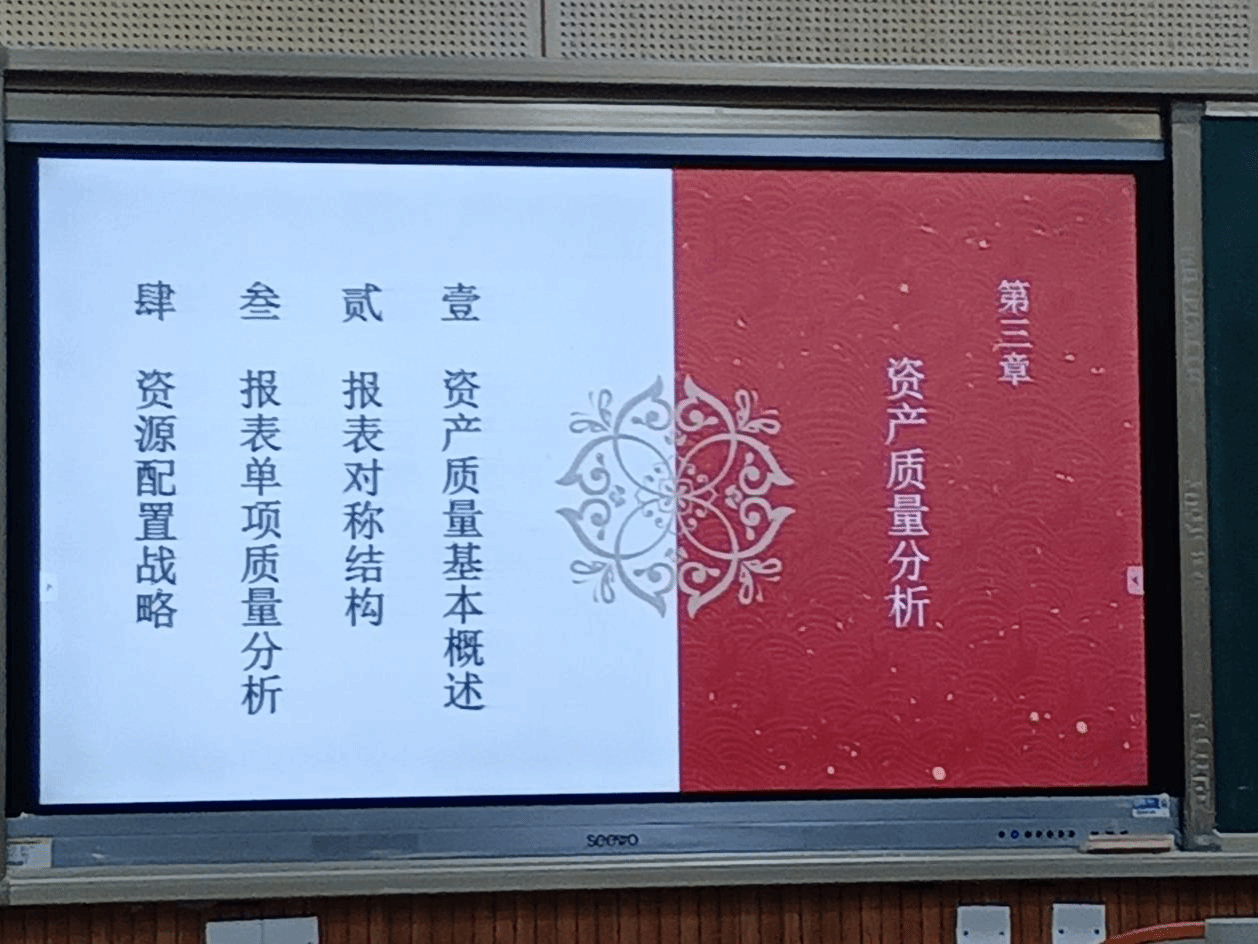 第三章
资产质量分析
壹 资产质量基本概述
贰 报表对称结构
叁 报表单项质量分析
肆 资源配置战略
seewo